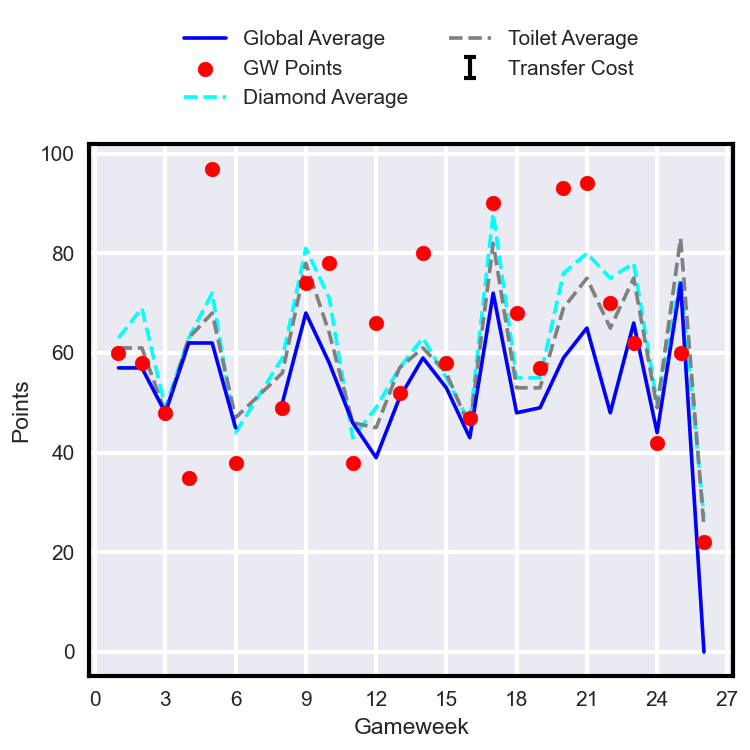 Global Average
GW Points
Diamond Average
Toilet Average
Transfer Cost
100
80
60
40
20
0
Points
0 3 6 9 12 15 18 21 24 27
Gameweek